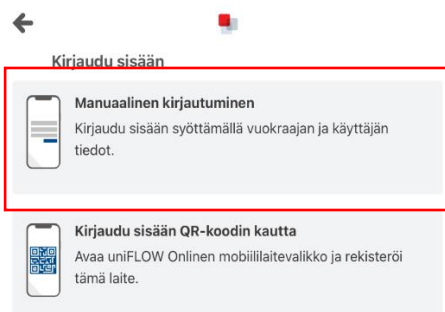 Kirjaudu sisään
Manuaalinen kirjautuminen
Kirjaudu sisään syöttämällä vuokraajan ja käyttäjän
tiedot.
Kirjaudu sisään QR-koodin kautta
Avaa uniFLOW Onlinen mobiililaitevalikko ja rekisteröi
tämä laite.